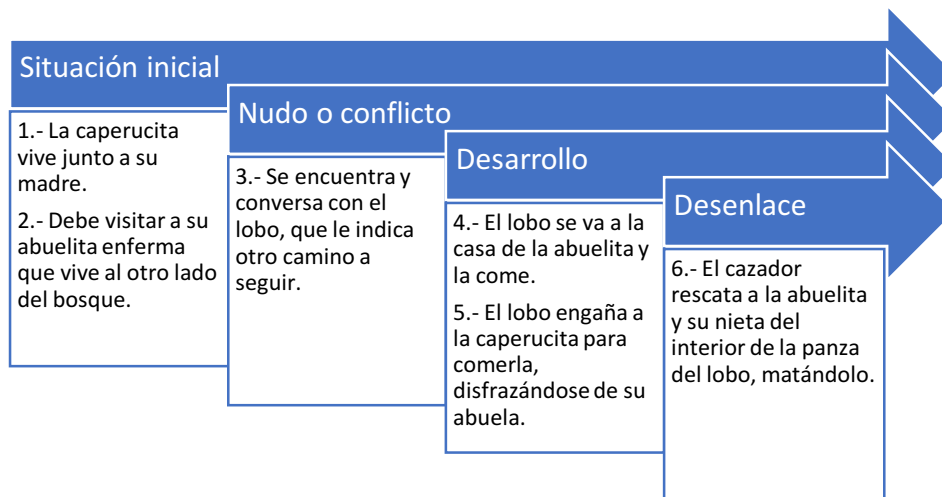 Situación inicial
1.- La caperucita
vive junto a su
madre.
2.- Debe visitar a su
abuelita enferma
que vive al otro lado
del bosque.
Nudo o conflicto
3.- Se encuentra y
conversa con el
lobo, que le indica
otro camino a
seguir.
Desarrollo
4.- El lobo se va a la
casa de la abuelita y
la come.
5.- El lobo engaña a
la caperucita para
comerla,
disfrazándose de su
abuela.
Desenlace
6.- El cazador
rescata a la abuelita
y su nieta del
interior de la panza
del lobo, matándolo.